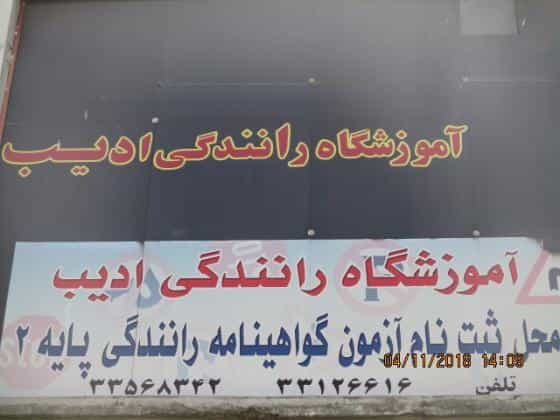 آموزشگاه رانندگی ادیب
آموزشگاه رانندگی ادیب
محل ثبت نام آزمون گواهینامه رانندگی پایه ۲
04/11/2018 14:09
تلفن ۳۳۱۲۶۶۱۶ ۳۳۵۶۸۳۴۲